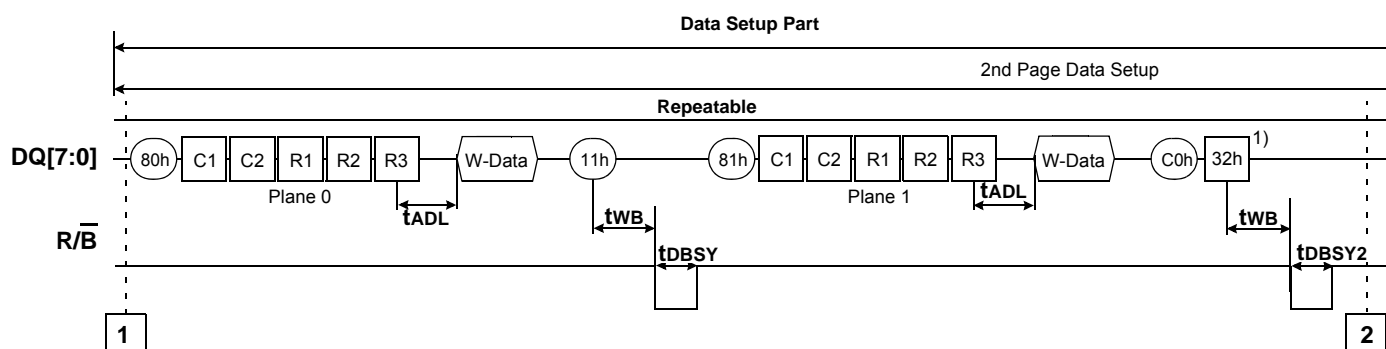 Data Setup Part
2nd Page Data Setup
Repeatable
DQ[7:0] 80h C1 C2 R1 R2 R3 W-Data 11h 81h C1 C2 R1 R2 R3 W-Data C0h 32h 1)
Plane 0 Plane 1
tADL tWB tADL tWB
R/B
tDBSY tDBSY2
1 2